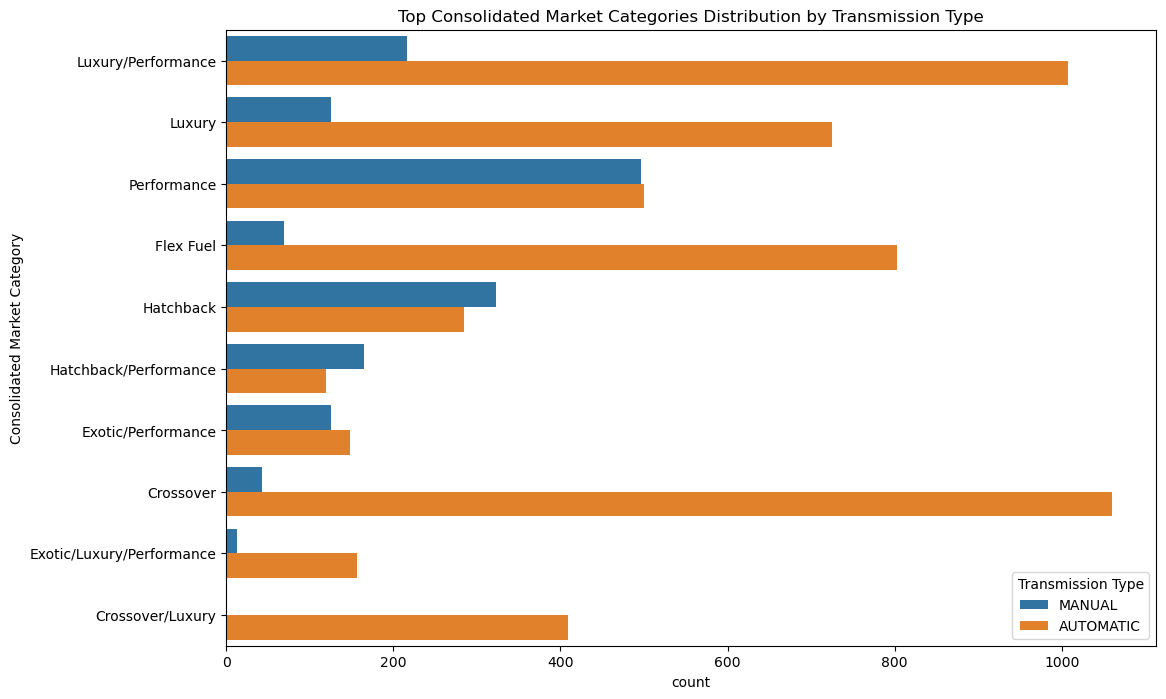 Top Consolidated Market Categories Distribution by Transmission Type
Consolidated Market Category
Luxury/Performance
Luxury
Performance
Flex Fuel
Hatchback
Hatchback/Performance
Exotic/Performance
Crossover
Exotic/Luxury/Performance
Crossover/Luxury
Transmission Type
MANUAL
AUTOMATIC
0 200 400 600 800 1000
count